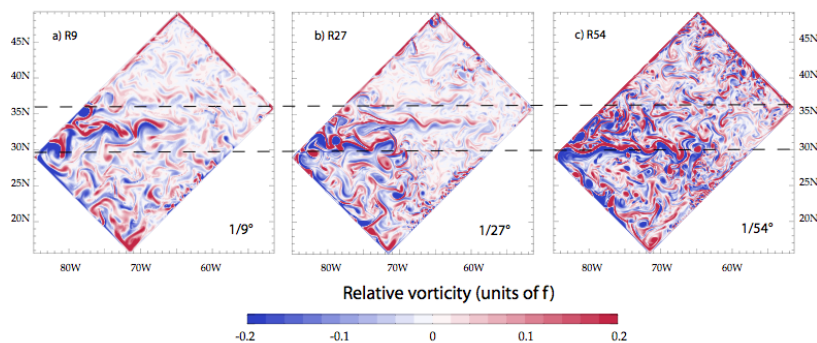 a) R9
b) R27
c) R54
45N
40N
35N
30N
25N
20N
45N
40N
35N
30N
25N
20N
1/9°
1/27°
1/54°
80W 70W 60W
80W 70W 60W
80W 70W 60W
Relative vorticity (units of f)
-0.2 -0.1 0 0.1 0.2